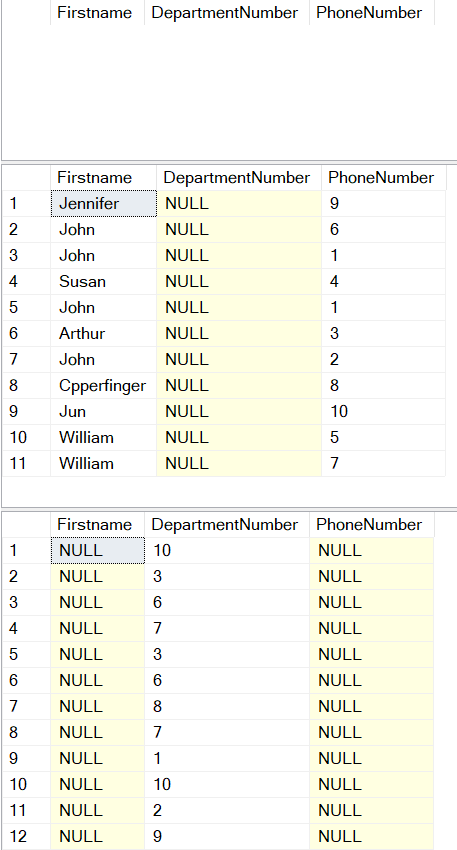 Firstname DepartmentNumber PhoneNumber
Firstname DepartmentNumber PhoneNumber
1 Jennifer NULL 9
2 John NULL 6
3 John NULL 1
4 Susan NULL 4
5 John NULL 1
6 Arthur NULL 3
7 John NULL 2
8 Cpperfinger NULL 8
9 Jun NULL 10
10 William NULL 5
11 William NULL 7
Firstname DepartmentNumber PhoneNumber
1 NULL 10 NULL
2 NULL 3 NULL
3 NULL 6 NULL
4 NULL 7 NULL
5 NULL 3 NULL
6 NULL 6 NULL
7 NULL 8 NULL
8 NULL 7 NULL
9 NULL 1 NULL
10 NULL 10 NULL
11 NULL 2 NULL
12 NULL 9 NULL